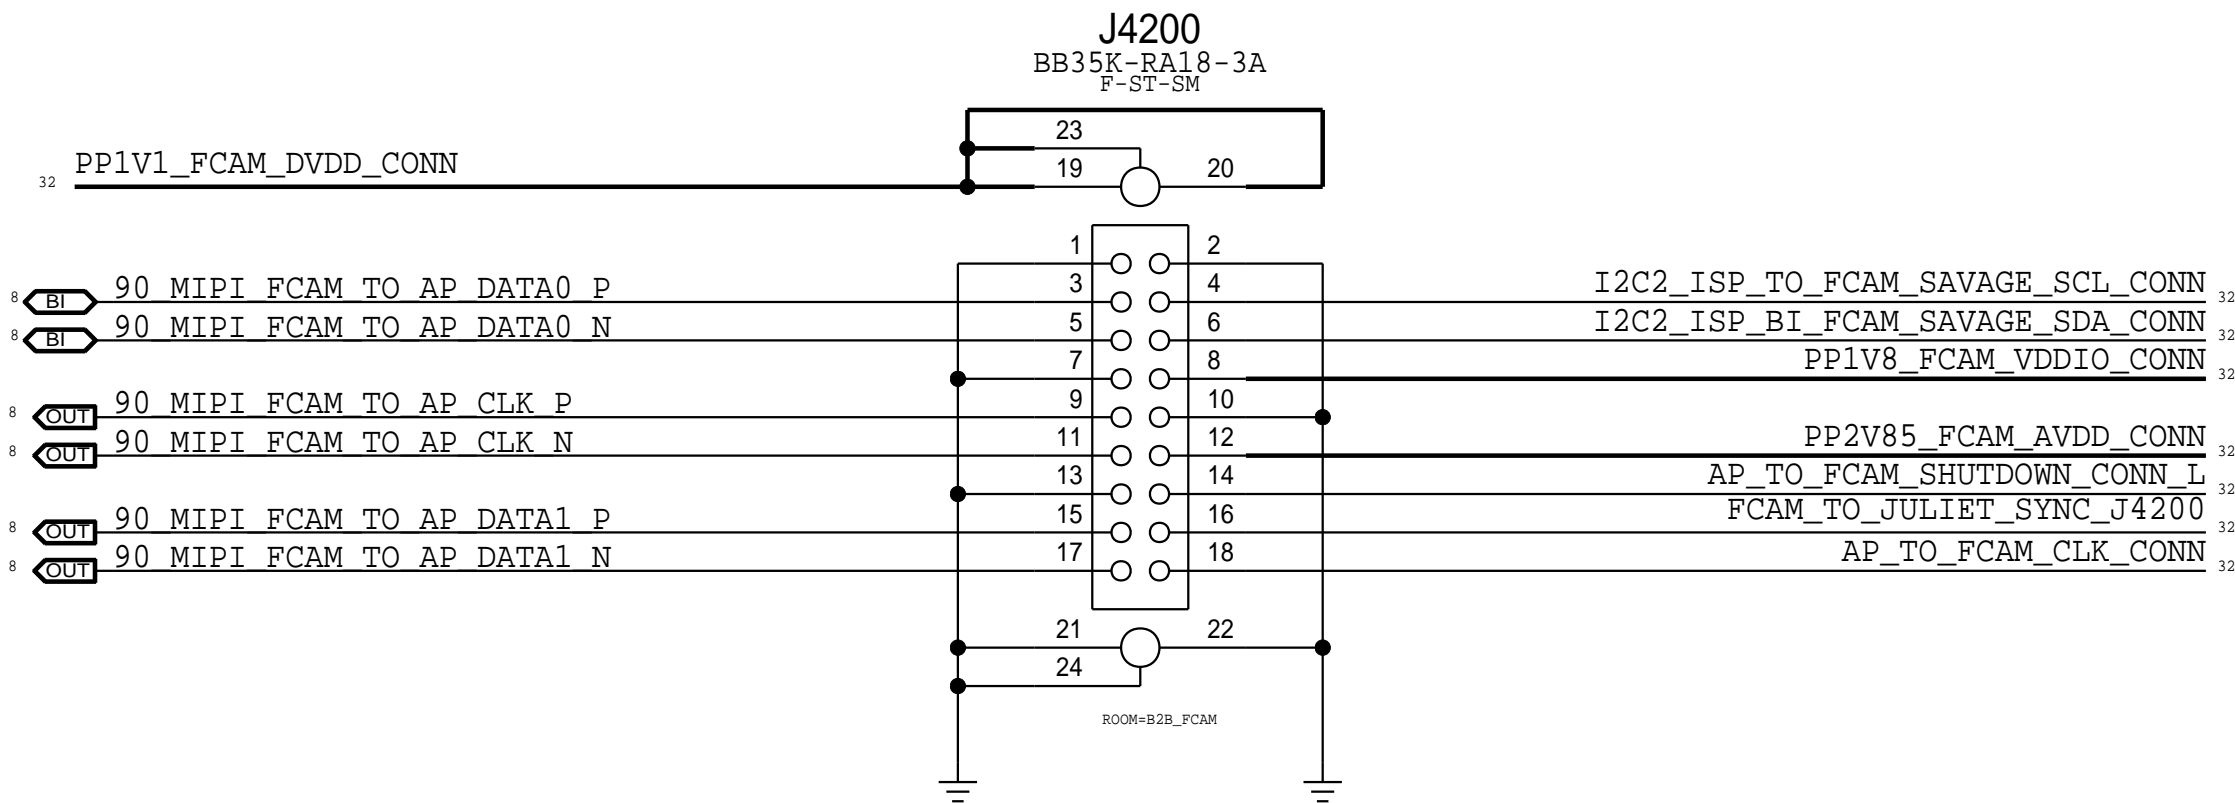 J4200
BB35K-RA18-3A
F-ST-SM
23
32 PP1V1_FCAM_DVDD_CONN 19 20
1 2
8 BI 90_MIPI_FCAM_TO_AP_DATA0_P 3 4 I2C2_ISP_TO_FCAM_SAVAGE_SCL_CONN 32
8 BI 90_MIPI_FCAM_TO_AP_DATA0_N 5 6 I2C2_ISP_BI_FCAM_SAVAGE_SDA_CONN 32
7 8 PP1V8_FCAM_VDDIO_CONN 32
8 OUT 90_MIPI_FCAM_TO_AP_CLK_P 9 10
8 OUT 90_MIPI_FCAM_TO_AP_CLK_N 11 12 PP2V85_FCAM_AVDD_CONN 32
13 14 AP_TO_FCAM_SHUTDOWN_CONN_L 32
8 OUT 90_MIPI_FCAM_TO_AP_DATA1_P 15 16 FCAM_TO_JULIET_SYNC_J4200 32
8 OUT 90_MIPI_FCAM_TO_AP_DATA1_N 17 18 AP_TO_FCAM_CLK_CONN 32
21 22
24
ROOM=B2B_FCAM